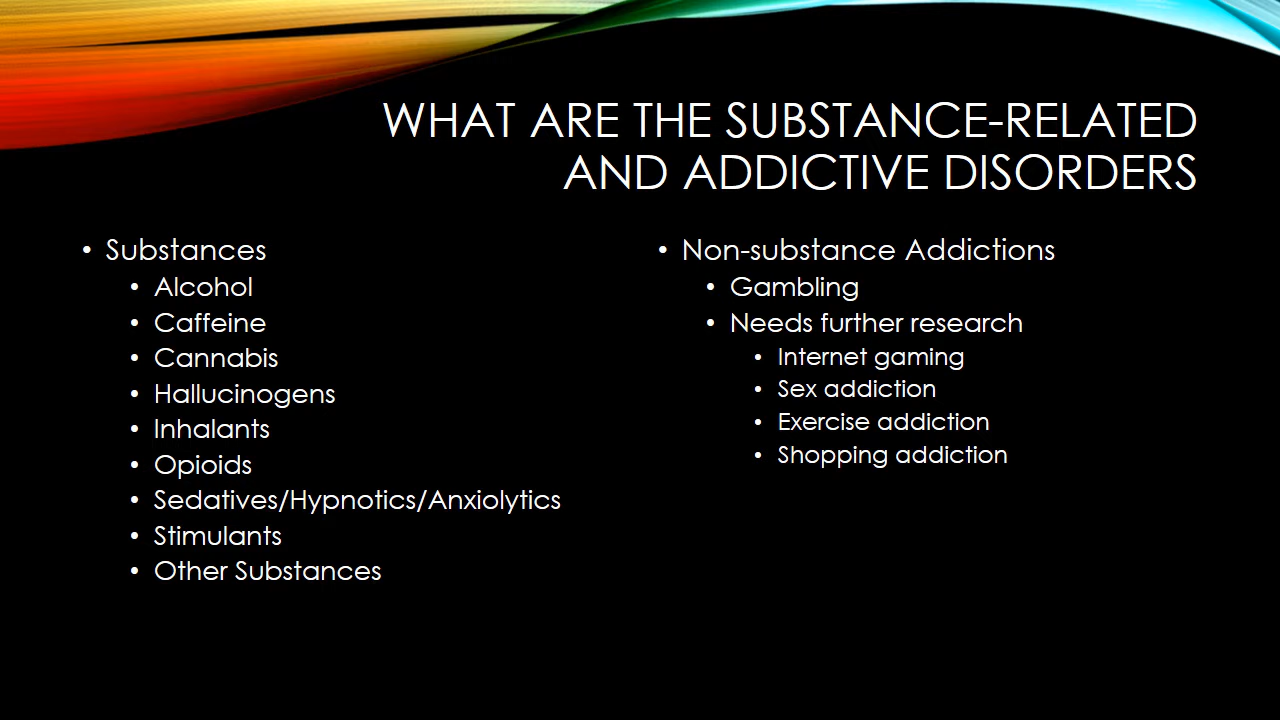 WHAT ARE THE SUBSTANCE-RELATED
AND ADDICTIVE DISORDERS
• Substances
• Alcohol
• Caffeine
• Cannabis
• Hallucinogens
• Inhalants
• Opioids
• Sedatives/Hypnotics/Anxiolytics
• Stimulants
• Other Substances
• Non-substance Addictions
• Gambling
• Needs further research
• Internet gaming
• Sex addiction
• Exercise addiction
• Shopping addiction